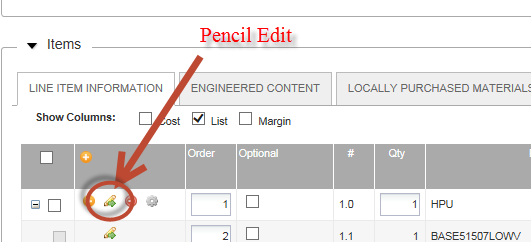 Pencil Edit
Items
LINE ITEM INFORMATION ENGINEERED CONTENT LOCALLY PURCHASED MATERIALS
Show Columns: Cost List Margin
Order Optional # Qty
1 1.0 1 HPU
2 1.1 1 BASE51507LOWV